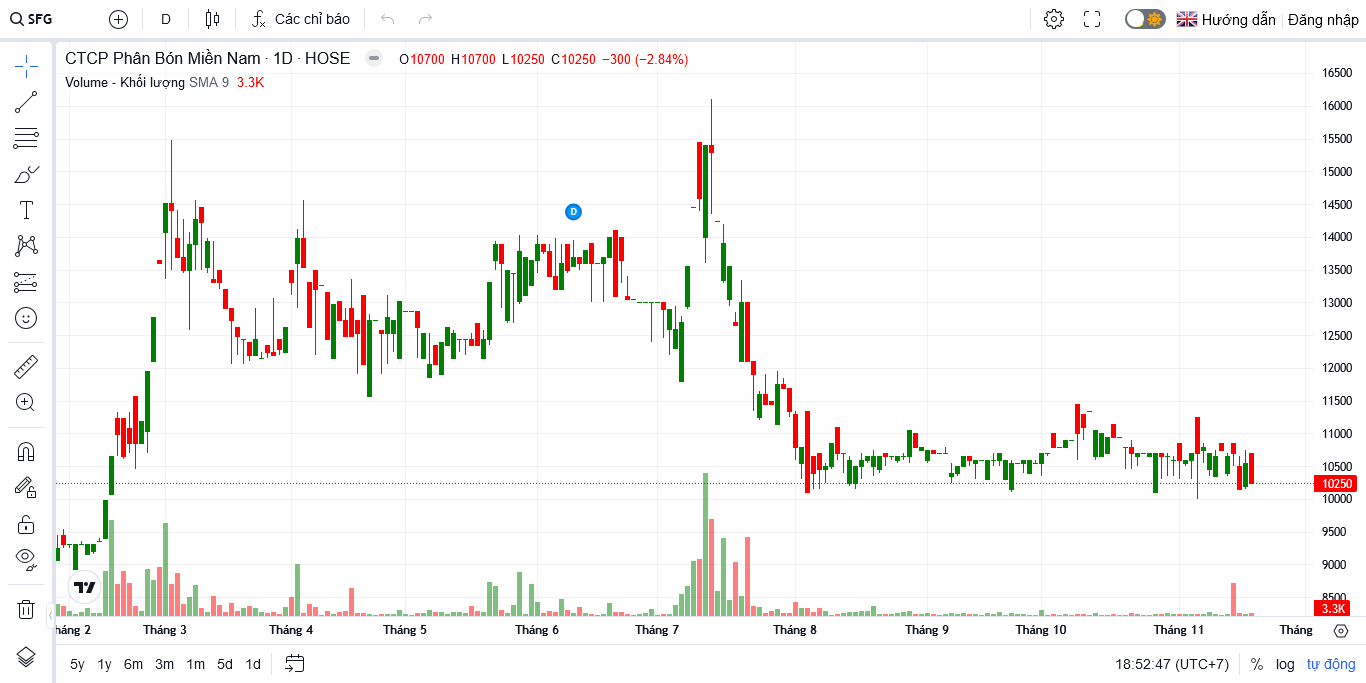 SFG D Các chỉ báo Hướng dẫn Đăng nhập
CTCP Phân Bón Miền Nam · 1D · HOSE O10700 H10700 L10250 C10250 −300 (−2.84%)
Volume - Khối lượng SMA 9 3.3K
D
16500
16000
15500
15000
14500
14000
13500
13000
12500
12000
11500
11000
10500
10250
10000
9500
9000
8500
3.3K
háng 2 Tháng 3 Tháng 4 Tháng 5 Tháng 6 Tháng 7 Tháng 8 Tháng 9 Tháng 10 Tháng 11 Tháng
5y 1y 6m 3m 1m 5d 1d 18:52:47 (UTC+7) % log tự động